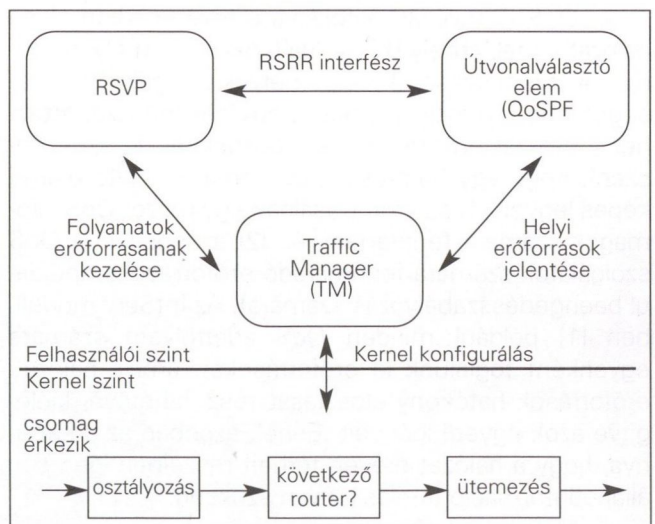 RSVP
RSRR interfész
Útvonalválasztó
elem
(QoSPF
Folyamatok
erőforrásainak
kezelése
Traffic
Manager
(TM)
Helyi
erőforrások
jelentése
Felhasználói szint
Kernel konfigurálás
Kernel szint
csomag
érkezik
osztályozás
következő
router?
ütemezés